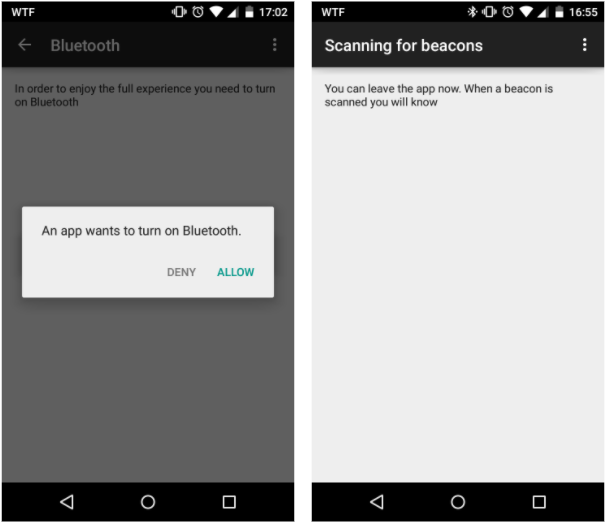 WTF 17:02
Bluetooth
In order to enjoy the full experience you need to turn
on Bluetooth
An app wants to turn on Bluetooth.
DENY ALLOW
WTF 16:55
Scanning for beacons
You can leave the app now. When a beacon is
scanned you will know